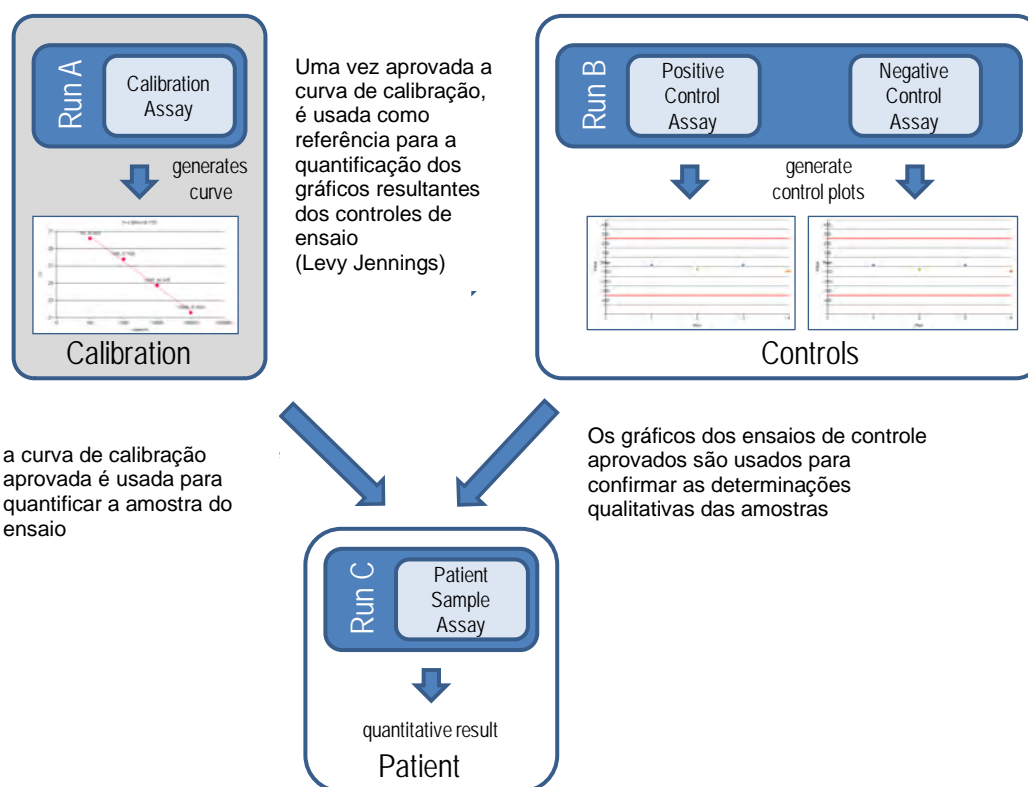 Run A
Calibration
Assay
generates
curve
Calibration
Uma vez aprovada a
curva de calibração,
é usada como
referência para a
quantificação dos
gráficos resultantes
dos controles de
ensaio
(Levy Jennings)
Run B
Positive
Control
Assay
Negative
Control
Assay
generate
control plots
Controls
a curva de calibração
aprovada é usada para
quantificar a amostra do
ensaio
Os gráficos dos ensaios de controle
aprovados são usados para
confirmar as determinações
qualitativas das amostras
Run C
Patient
Sample
Assay
quantitative result
Patient